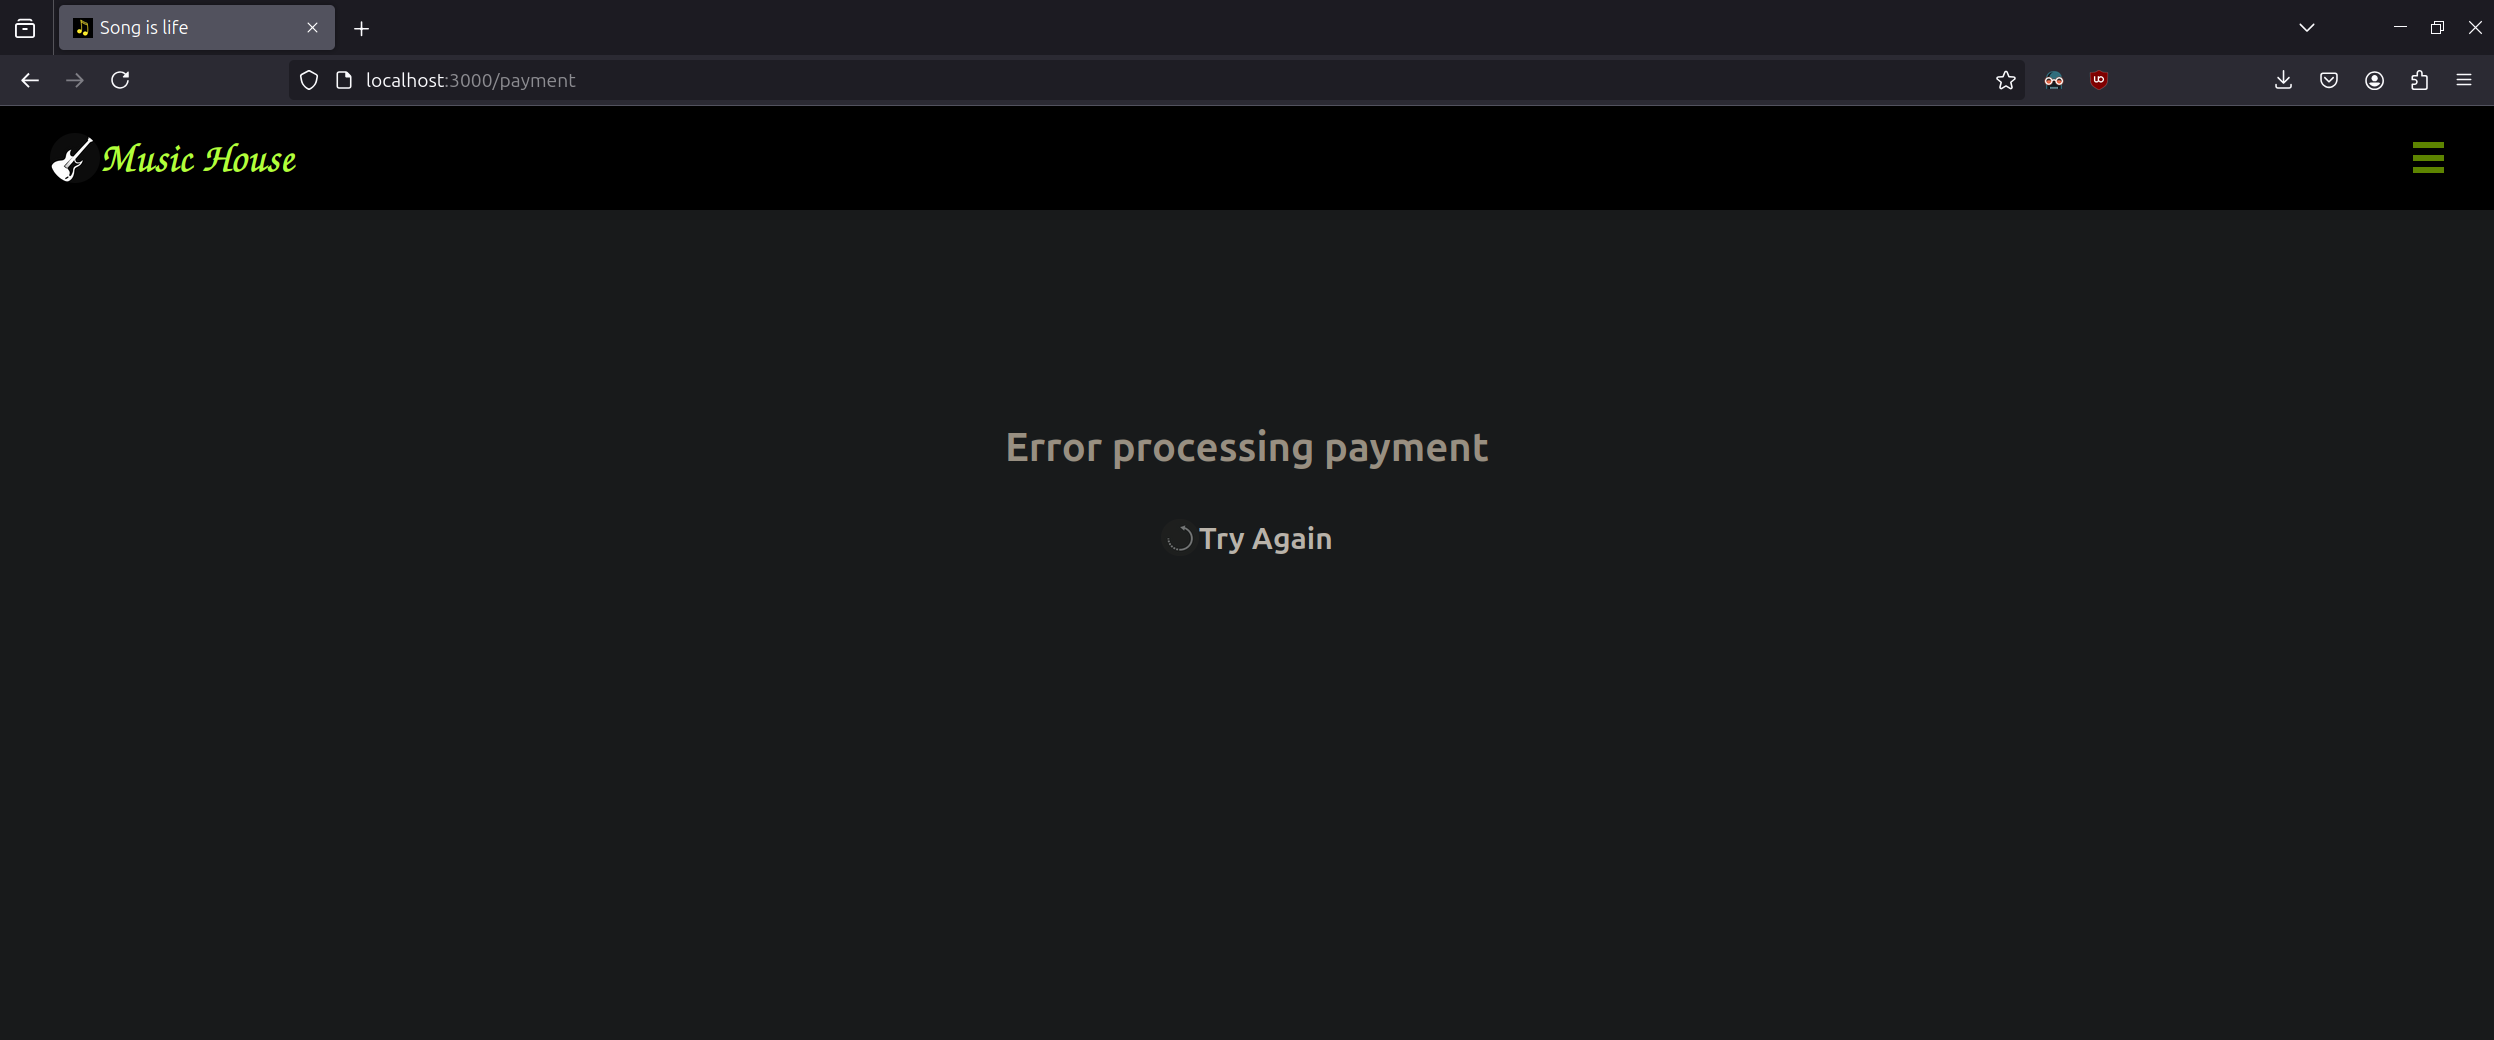 Song is life
localhost:3000/payment
Music House
Error processing payment
Try Again